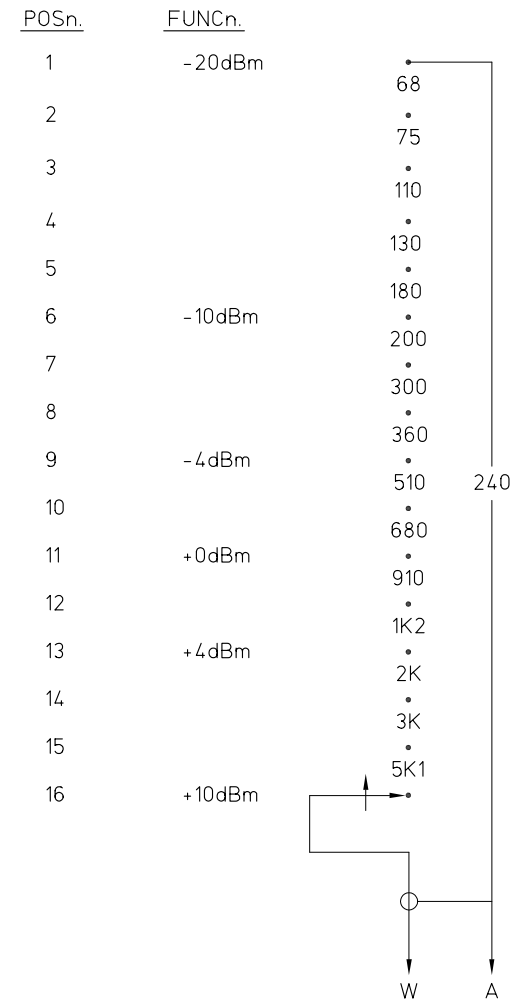 POSn. FUNCn.
1 -20dBm
68
2
75
3
110
4
130
5
180
6 -10dBm
200
7
300
8
360
9 -4dBm
510 240
10
680
11 +0dBm
910
12
1K2
13 +4dBm
2K
14
3K
15
5K1
16 +10dBm
W A